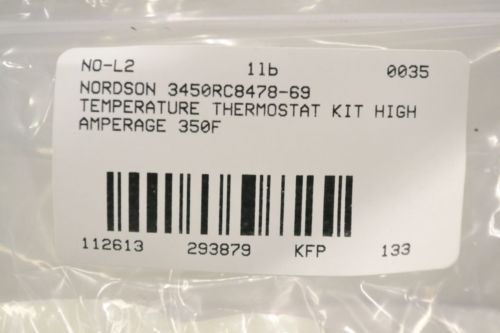 NO-L2 1lb 0035
NORDSON 3450RC8478-69
TEMPERATURE THERMOSTAT KIT HIGH
AMPERAGE 350F
112613 293879 KFP 133